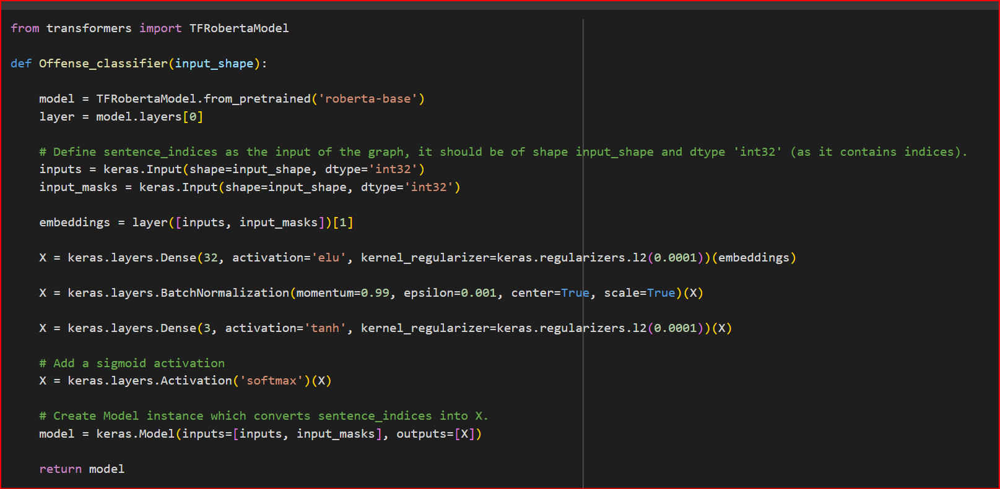 from transformers import TFRobertaModel
def Offense_classifier(input_shape):
model = TFRobertaModel.from_pretrained('roberta-base')
layer = model.layers[0]
# Define sentence_indices as the input of the graph, it should be of shape input_shape and dtype 'int32' (as it contains indices).
inputs = keras.Input(shape=input_shape, dtype='int32')
input_masks = keras.Input(shape=input_shape, dtype='int32')
embeddings = layer([inputs, input_masks])[1]
X = keras.layers.Dense(32, activation='elu', kernel_regularizer=keras.regularizers.l2(0.0001))(embeddings)
X = keras.layers.BatchNormalization(momentum=0.99, epsilon=0.001, center=True, scale=True)(X)
X = keras.layers.Dense(3, activation='tanh', kernel_regularizer=keras.regularizers.l2(0.0001))(X)
# Add a sigmoid activation
X = keras.layers.Activation('softmax')(X)
# Create Model instance which converts sentence_indices into X.
model = keras.Model(inputs=[inputs, input_masks], outputs=[X])
return model